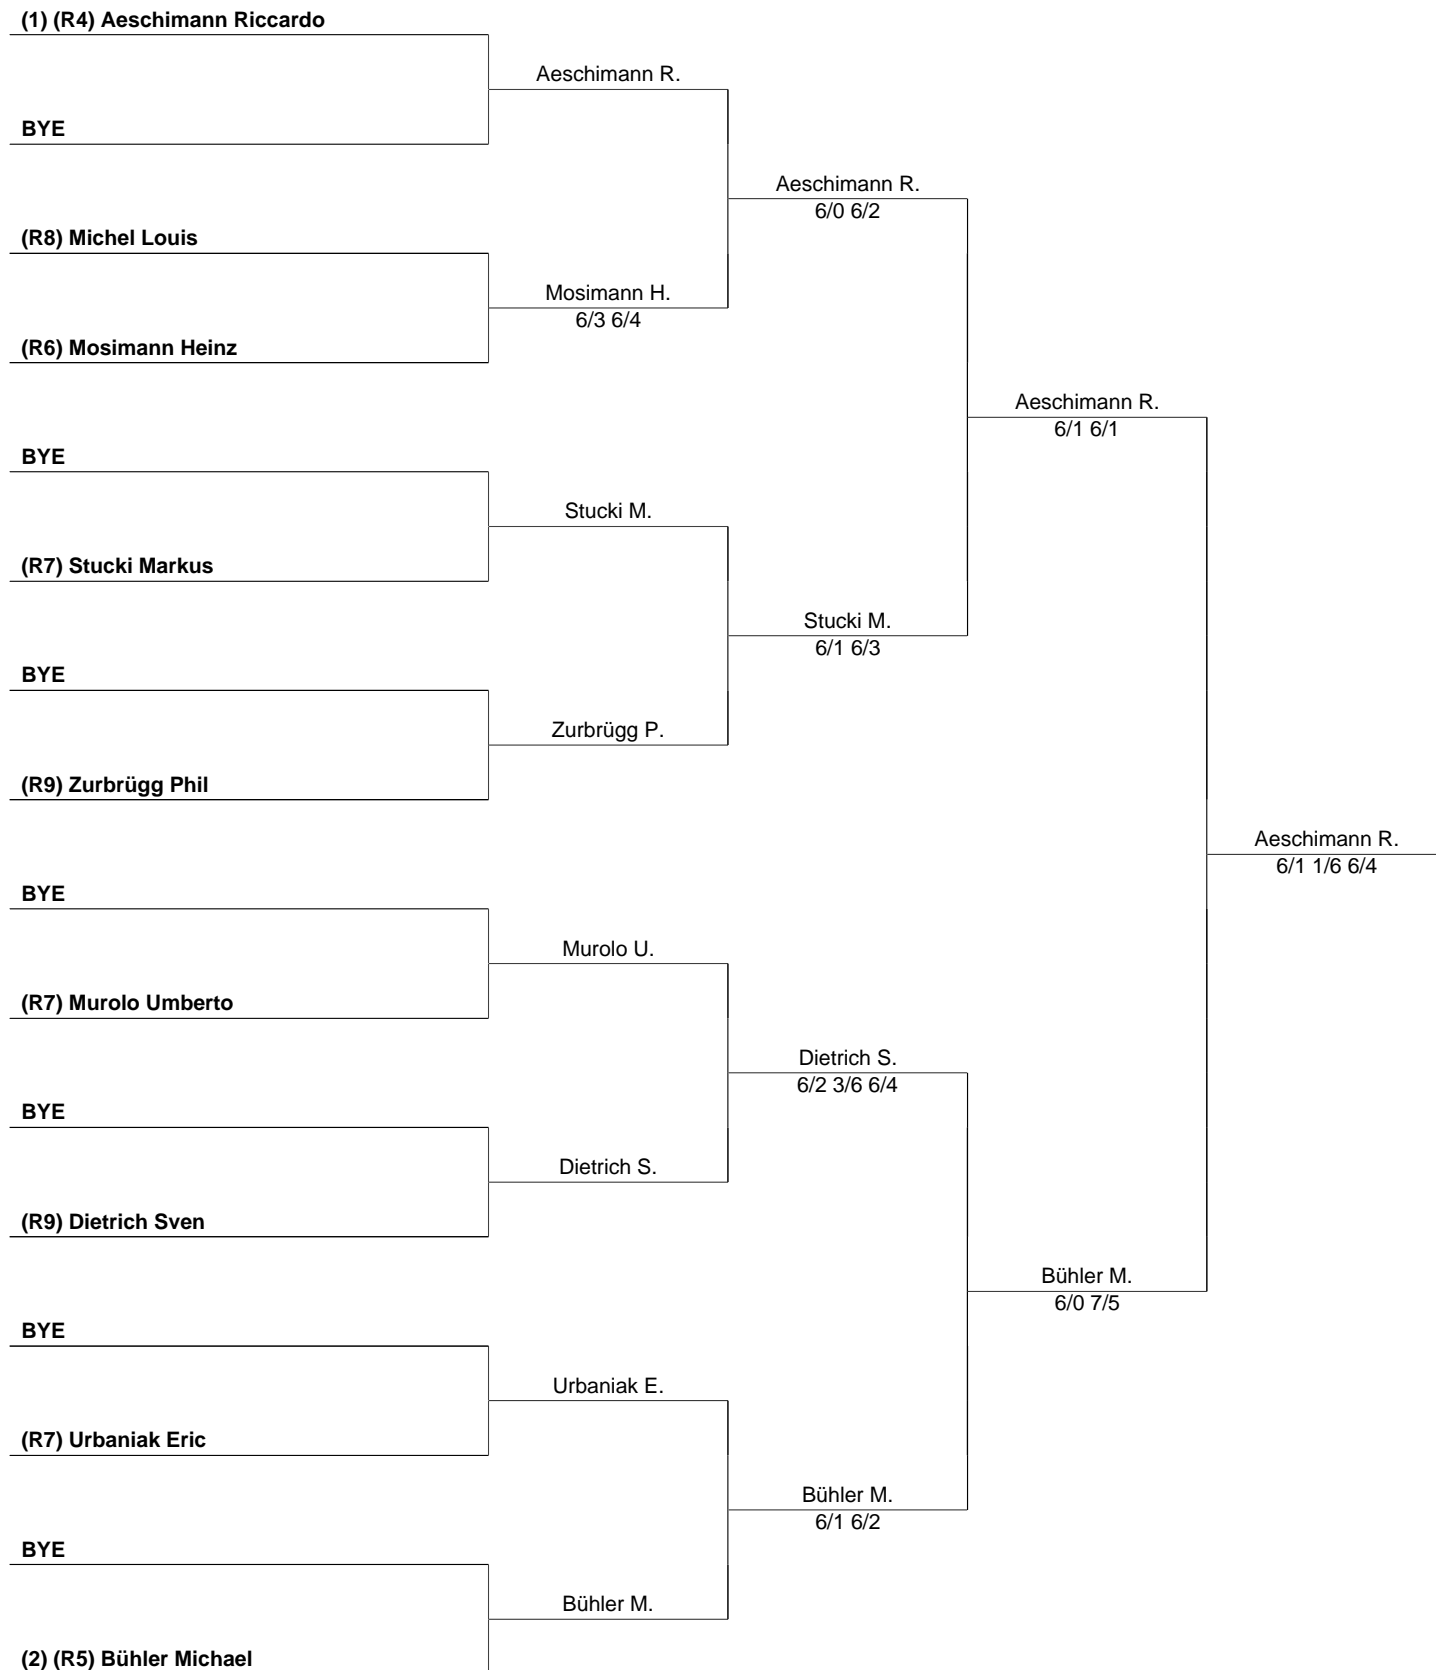 (1) (R4) Aeschimann Riccardo
Aeschimann R.
BYE
Aeschimann R.
6/0 6/2
(R8) Michel Louis
Mosimann H.
6/3 6/4
(R6) Mosimann Heinz
Aeschimann R.
6/1 6/1
BYE
Stucki M.
(R7) Stucki Markus
Stucki M.
6/1 6/3
BYE
Zurbrügg P.
(R9) Zurbrügg Phil
Aeschimann R.
6/1 1/6 6/4
BYE
Murolo U.
(R7) Murolo Umberto
Dietrich S.
6/2 3/6 6/4
BYE
Dietrich S.
(R9) Dietrich Sven
Bühler M.
6/0 7/5
BYE
Urbaniak E.
(R7) Urbaniak Eric
Bühler M.
6/1 6/2
BYE
Bühler M.
(2) (R5) Bühler Michael